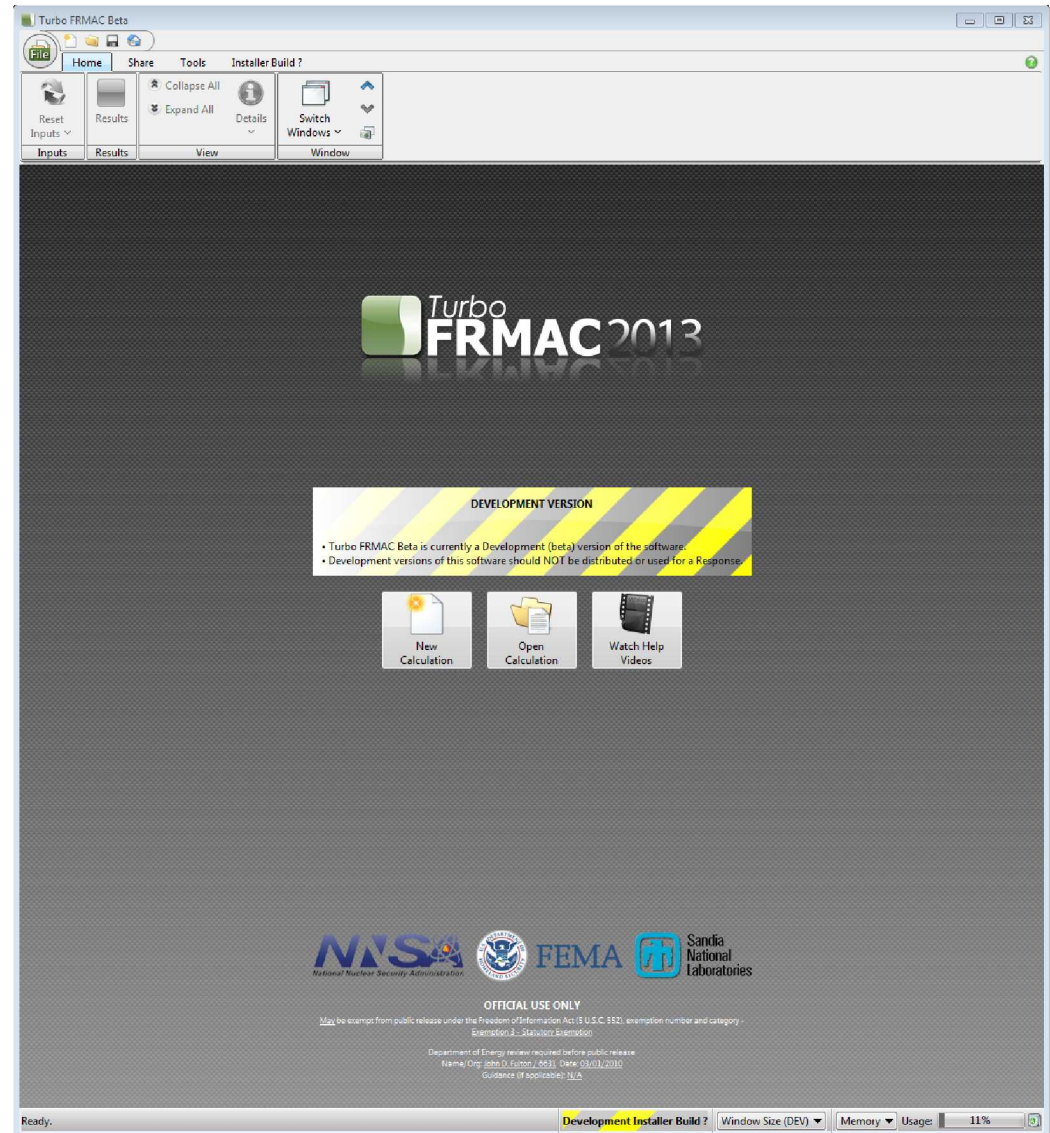 Turbo FRMAC Beta
File
Home Share Tools Installer Build ?
Reset Inputs
Results
Collapse All
Expand All
Details
Switch Windows
Inputs Results View Window
Turbo
FRMAC 2013
DEVELOPMENT VERSION
• Turbo FRMAC Beta is currently a Development (beta) version of the software.
• Development versions of this software should NOT be distributed or used for a Response.
New
Calculation
Open
Calculation
Watch Help
Videos
NNSA
National Nuclear Security Administration
U.S. DEPARTMENT OF HOMELAND SECURITY
FEMA
Sandia
National
Laboratories
OFFICIAL USE ONLY
May be exempt from public release under the Freedom of Information Act (5 U.S.C. 552), exemption number and category -
Exemption 3 - Statutory Exemption
Department of Energy review required before public release
Name/Org: John D. Fulton / 6631 Date: 03/01/2010
Guidance (if applicable): N/A
Ready.
Development Installer Build ? Window Size (DEV) Memory Usage: 11%